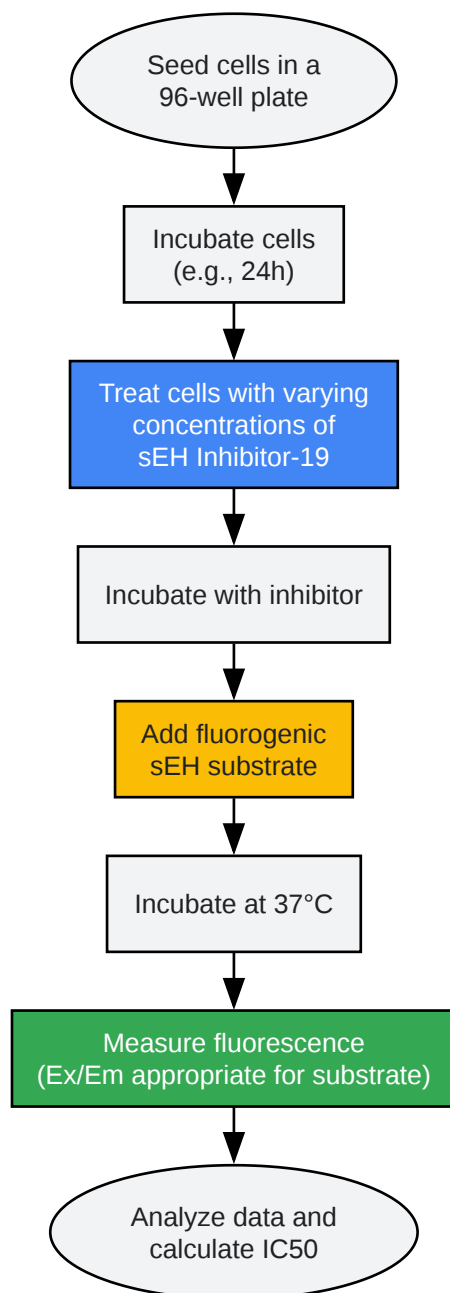 Seed cells in a
96-well plate
Incubate cells
(e.g., 24h)
Treat cells with varying
concentrations of
sEH Inhibitor-19
Incubate with inhibitor
Add fluorogenic
sEH substrate
Incubate at 37°C
Measure fluorescence
(Ex/Em appropriate for substrate)
Analyze data and
calculate IC50